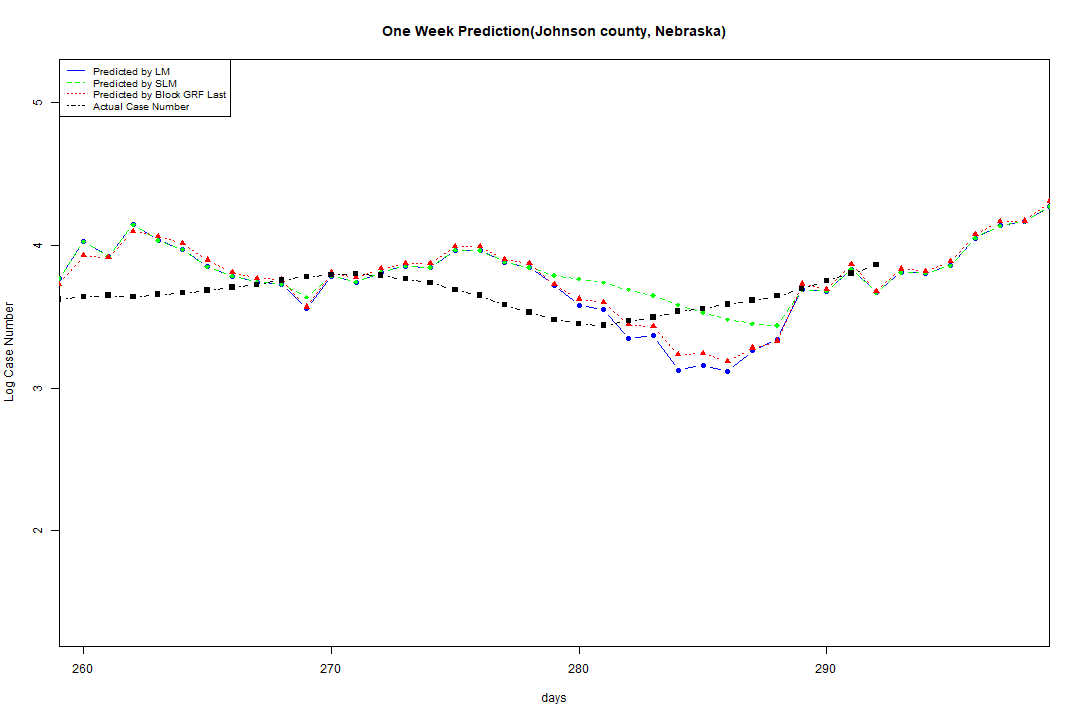 One Week Prediction(Johnson county, Nebraska)
Predicted by LM
Predicted by SLM
Predicted by Block GRF Last
Actual Case Number
5
4
3
2
Log Case Number
260 270 280 290
days